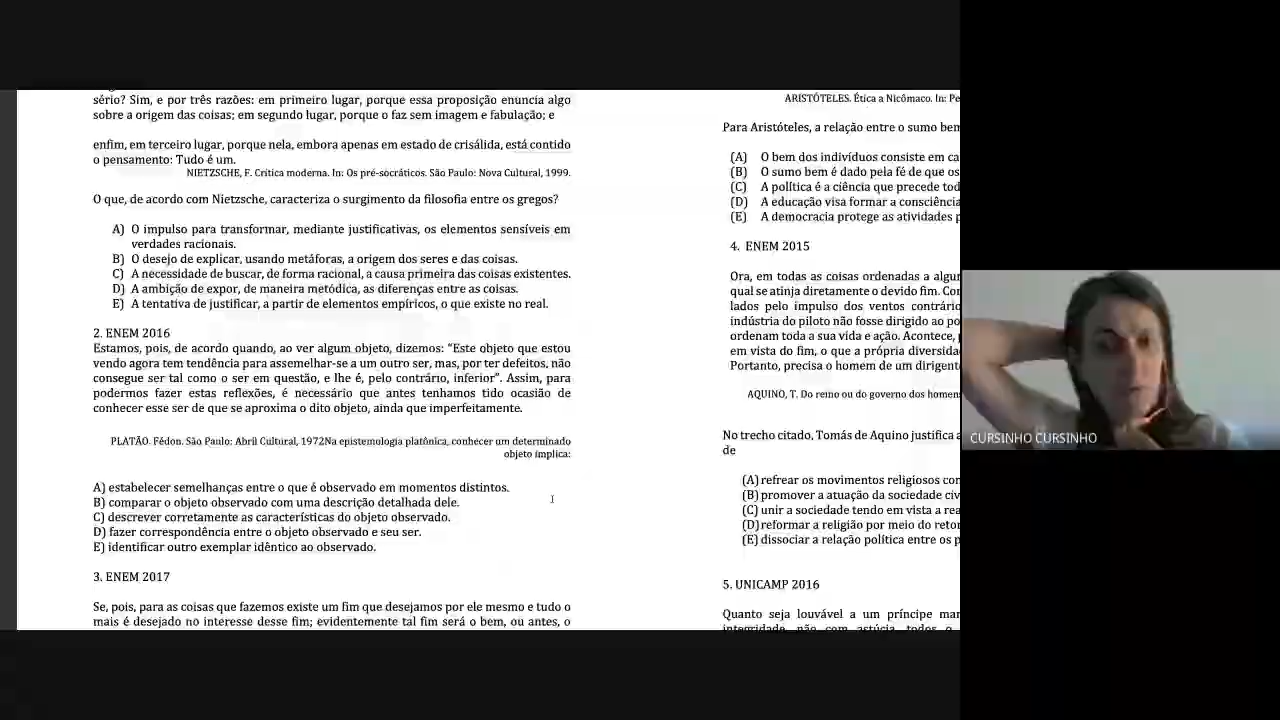 sério? Sim, e por três razões: em primeiro lugar, porque essa proposição enuncia algo
sobre a origem das coisas; em segundo lugar, porque o faz sem imagem e fabulação; e
enfim, em terceiro lugar, porque nela, embora apenas em estado de crisálida, está contido
o pensamento: Tudo é um.
NIETZSCHE, F. Crítica moderna. In: Os pré-socráticos. São Paulo: Nova Cultural, 1999.
O que, de acordo com Nietzsche, caracteriza o surgimento da filosofia entre os gregos?
A) O impulso para transformar, mediante justificativas, os elementos sensíveis em
verdades racionais.
B) O desejo de explicar, usando metáforas, a origem dos seres e das coisas.
C) A necessidade de buscar, de forma racional, a causa primeira das coisas existentes.
D) A ambição de expor, de maneira metódica, as diferenças entre as coisas.
E) A tentativa de justificar, a partir de elementos empíricos, o que existe no real.
2. ENEM 2016
Estamos, pois, de acordo quando, ao ver algum objeto, dizemos: “Este objeto que estou
vendo agora tem tendência para assemelhar-se a um outro ser, mas, por ter defeitos, não
consegue ser tal como o ser em questão, e lhe é, pelo contrário, inferior”. Assim, para
podermos fazer estas reflexões, é necessário que antes tenhamos tido ocasião de
conhecer esse ser de que se aproxima o dito objeto, ainda que imperfeitamente.
PLATÃO. Fédon. São Paulo: Abril Cultural, 1972Na epistemologia platônica, conhecer um determinado
objeto implica:
A) estabelecer semelhanças entre o que é observado em momentos distintos.
B) comparar o objeto observado com uma descrição detalhada dele.
C) descrever corretamente as características do objeto observado.
D) fazer correspondência entre o objeto observado e seu ser.
E) identificar outro exemplar idêntico ao observado.
3. ENEM 2017
Se, pois, para as coisas que fazemos existe um fim que desejamos por ele mesmo e tudo o
mais é desejado no interesse desse fim; evidentemente tal fim será o bem, ou antes, o
ARISTÓTELES. Ética a Nicômaco. In: Pe
Para Aristóteles, a relação entre o sumo bem
(A) O bem dos indivíduos consiste em ca
(B) O sumo bem é dado pela fé de que os
(C) A política é a ciência que precede tod
(D) A educação visa formar a consciência
(E) A democracia protege as atividades p
4. ENEM 2015
Ora, em todas as coisas ordenadas a algum
qual se atinja diretamente o devido fim. Con
lados pelo impulso dos ventos contrário
indústria do piloto não fosse dirigido ao po
ordenam toda a sua vida e ação. Acontece, p
em vista do fim, o que a própria diversidad
Portanto, precisa o homem de um dirigent
AQUINO, T. Do reino ou do governo dos homens
No trecho citado, Tomás de Aquino justifica a
de
(A) refrear os movimentos religiosos con
(B) promover a atuação da sociedade civ
(C) unir a sociedade tendo em vista a rea
(D) reformar a religião por meio do retor
(E) dissociar a relação política entre os p
5. UNICAMP 2016
Quanto seja louvável a um príncipe man
integridade, não com astúcia, todos o
CURSINHO CURSINHO